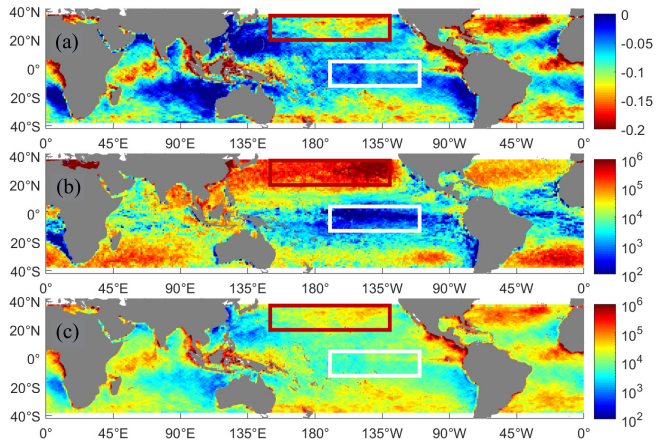 40°N
20°N
0°
20°S
40°S
(a)
0°
45°E
90°E
135°E
180°
135°W
90°W
45°W
0°
0
-0.05
-0.1
-0.15
-0.2
40°N
20°N
0°
20°S
40°S
(b)
0°
45°E
90°E
135°E
180°
135°W
90°W
45°W
0°
10⁶
10⁵
10⁴
10³
10²
40°N
20°N
0°
20°S
40°S
(c)
0°
45°E
90°E
135°E
180°
135°W
90°W
45°W
0°
10⁶
10⁵
10⁴
10³
10²